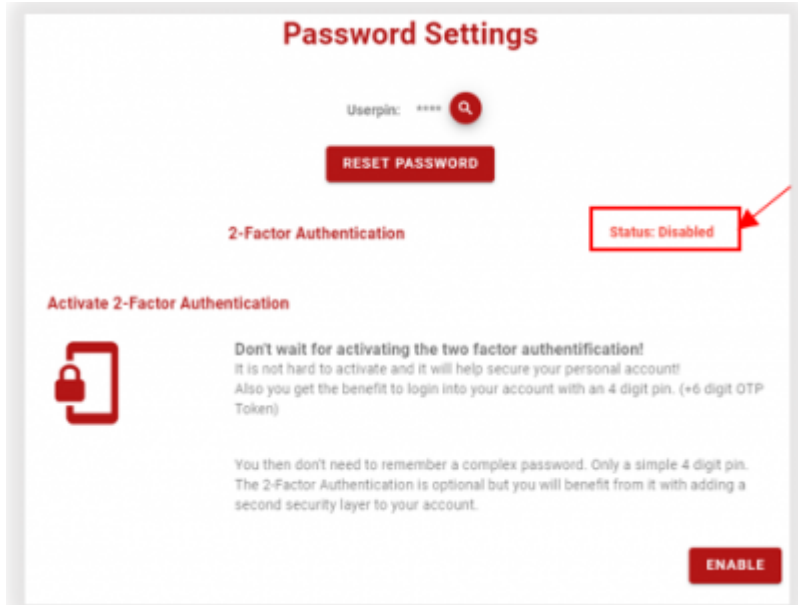 Password Settings
Userpin: ****
RESET PASSWORD
2-Factor Authentication
Status: Disabled
Activate 2-Factor Authentication
Don't wait for activating the two factor authentification!
It is not hard to activate and it will help secure your personal account!
Also you get the benefit to login into your account with an 4 digit pin. (+6 digit OTP
Token)
You then don't need to remember a complex password. Only a simple 4 digit pin.
The 2-Factor Authentication is optional but you will benefit from it with adding a
second security layer to your account.
ENABLE